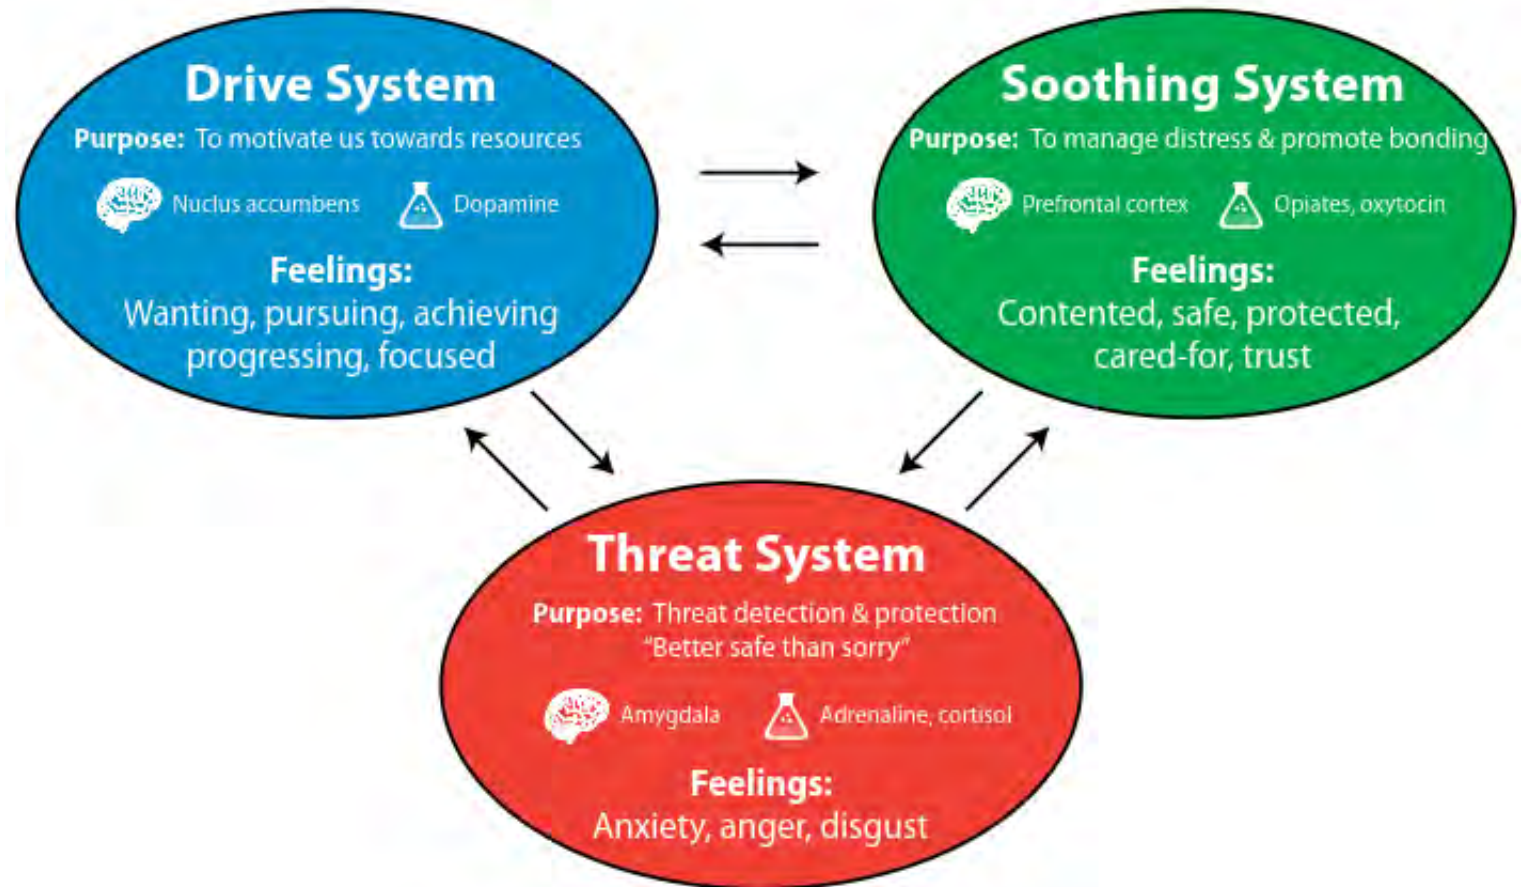 Drive System
Purpose: To motivate us towards resources
Nuclus accumbens
Dopamine
Feelings:
Wanting, pursuing, achieving
progressing, focused
Soothing System
Purpose: To manage distress & promote bonding
Prefrontal cortex
Opiates, oxytocin
Feelings:
Contented, safe, protected,
cared-for, trust
Threat System
Purpose: Threat detection & protection
“Better safe than sorry”
Amygdala
Adrenaline, cortisol
Feelings:
Anxiety, anger, disgust